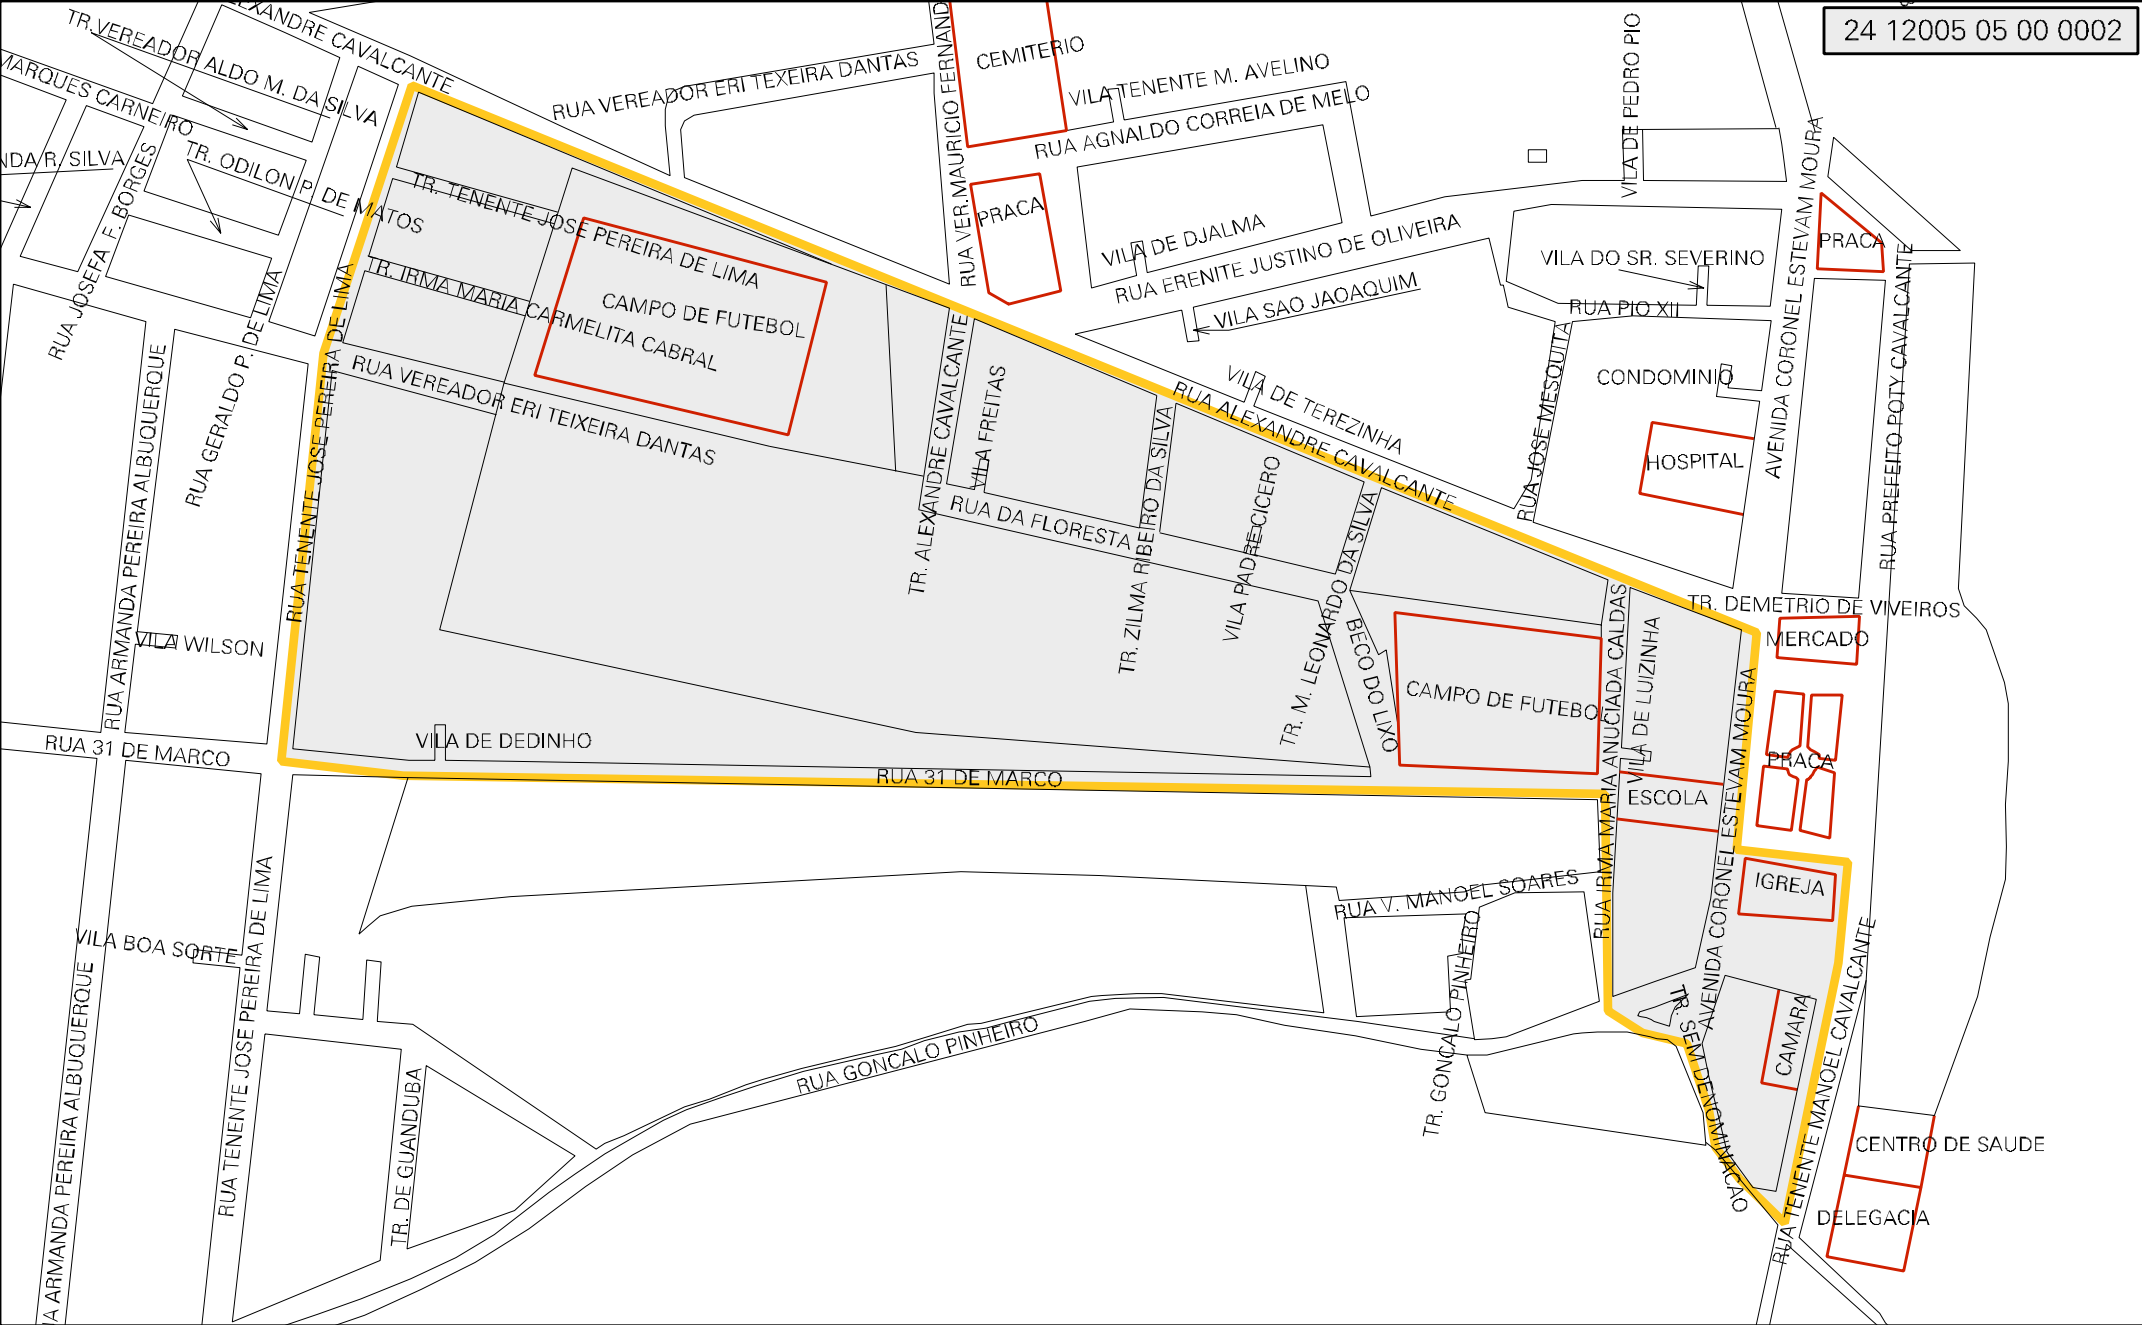 24 12005 05 00 0002
ALEXANDRE CAVALCANTE
TR. VEREADOR ALDO M. DA SILVA
MARQUES CARNEIRO
TR. ODILON P. DE MATOS
NDA R. SILVA
RUA JOSEFA F. BORGES
RUA GERALDO P. DE LIMA
RUA ARMANDA PEREIRA ALBUQUERQUE
VILA WILSON
RUA 31 DE MARCO
RUA VEREADOR ERI TEXEIRA DANTAS
RUA VER. MAURICIO FERNAND
CEMITERIO
VILA TENENTE M. AVELINO
RUA AGNALDO CORREIA DE MELO
PRACA
VILA DE DJALMA
RUA ERENITE JUSTINO DE OLIVEIRA
VILA SAO JAOAQUIM
VILA DE PEDRO PIO
VILA DO SR. SEVERINO
RUA PIO XII
AVENIDA CORONEL ESTEVAM MOURA
PRACA
RUA PREFEITO POTY CAVALCANTE
CONDOMINIO
HOSPITAL
RUA JOSE MESQUITA
VILA DE TEREZINHA
RUA ALEXANDRE CAVALCANTE
TR. TENENTE JOSE PEREIRA DE LIMA
TR. IRMA MARIA CARMELITA CABRAL
CAMPO DE FUTEBOL
RUA VEREADOR ERI TEIXEIRA DANTAS
RUA TENENTE JOSE PEREIRA DE LIMA
TR. ALEXANDRE CAVALCANTE
VILA FREITAS
RUA DA FLORESTA
TR. ZILMA RIBEIRO DA SILVA
VILA PADRE CICERO
TR. M. LEONARDO DA SILVA
BECO DO LIXO
CAMPO DE FUTEBOL
RUA IRMA MARIA ANUCIADA CALDAS
VILA DE LUIZINHA
TR. DEMETRIO DE VIVEIROS
MERCADO
PRACA
ESCOLA
AVENIDA CORONEL ESTEVAM MOURA
IGREJA
VILA DE DEDINHO
RUA 31 DE MARCO
RUA V. MANOEL SOARES
TR. GONCALO PINHEIRO
RUA GONCALO PINHEIRO
TR. SEM DENOMINACAO
CAMARA
RUA TENENTE MANOEL CAVALCANTE
CENTRO DE SAUDE
DELEGACIA
VILA BOA SORTE
RUA TENENTE JOSE PEREIRA DE LIMA
TR. DE GUANDUBA
UA ARMANDA PEREIRA ALBUQUERQUE